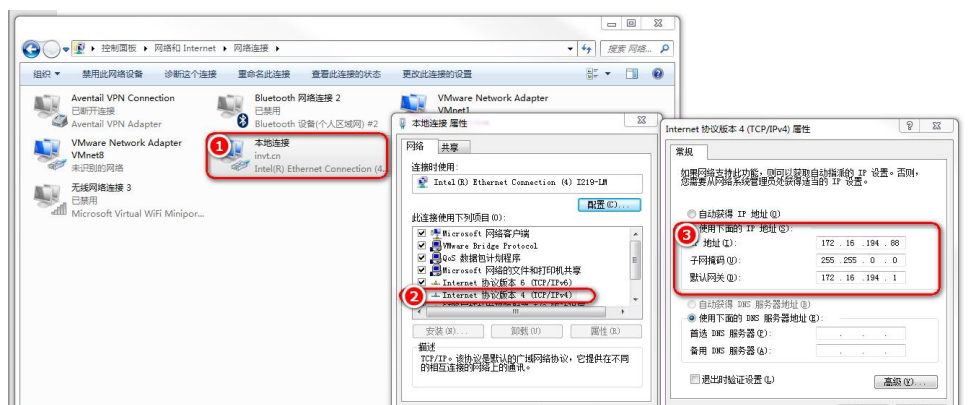 控制面板 ▸ 网络和 Internet ▸ 网络连接 ▸
搜索 网络...
组织 ▼ 禁用此网络设备 诊断这个连接 重命名此连接 查看此连接的状态 更改此连接的设置
Aventail VPN Connection
已断开连接
Aventail VPN Adapter
Bluetooth 网络连接 2
已禁用
Bluetooth 设备(个人区域网) #2
VMware Network Adapter
VMnet1
VMware Network Adapter
VMnet8
未识别的网络
1
本地连接
invt.cn
Intel(R) Ethernet Connection (4...
无线网络连接 3
已禁用
Microsoft Virtual WiFi Minipor...
本地连接 属性
网络 共享
连接时使用:
Intel(R) Ethernet Connection (4) I219-LM
配置(C)...
此连接使用下列项目(O):
Microsoft 网络客户端
VMware Bridge Protocol
QoS 数据包计划程序
Microsoft 网络的文件和打印机共享
Internet 协议版本 6 (TCP/IPv6)
2
Internet 协议版本 4 (TCP/IPv4)
安装(N)... 卸载(U) 属性(R)
描述
TCP/IP。该协议是默认的广域网络协议，它提供在不同
的相互连接的网络上的通讯。
Internet 协议版本 4 (TCP/IPv4) 属性
常规
如果网络支持此功能，则可以获取自动指派的 IP 设置。否则，
您需要从网络系统管理员处获得适当的 IP 设置。
自动获得 IP 地址(O)
3
使用下面的 IP 地址(S):
IP 地址(I): 172 . 16 .194 . 88
子网掩码(U): 255 .255 . 0 . 0
默认网关(D): 172 . 16 .194 . 1
自动获得 DNS 服务器地址(B)
使用下面的 DNS 服务器地址(E):
首选 DNS 服务器(P):
备用 DNS 服务器(A):
退出时验证设置(L)
高级(V)...